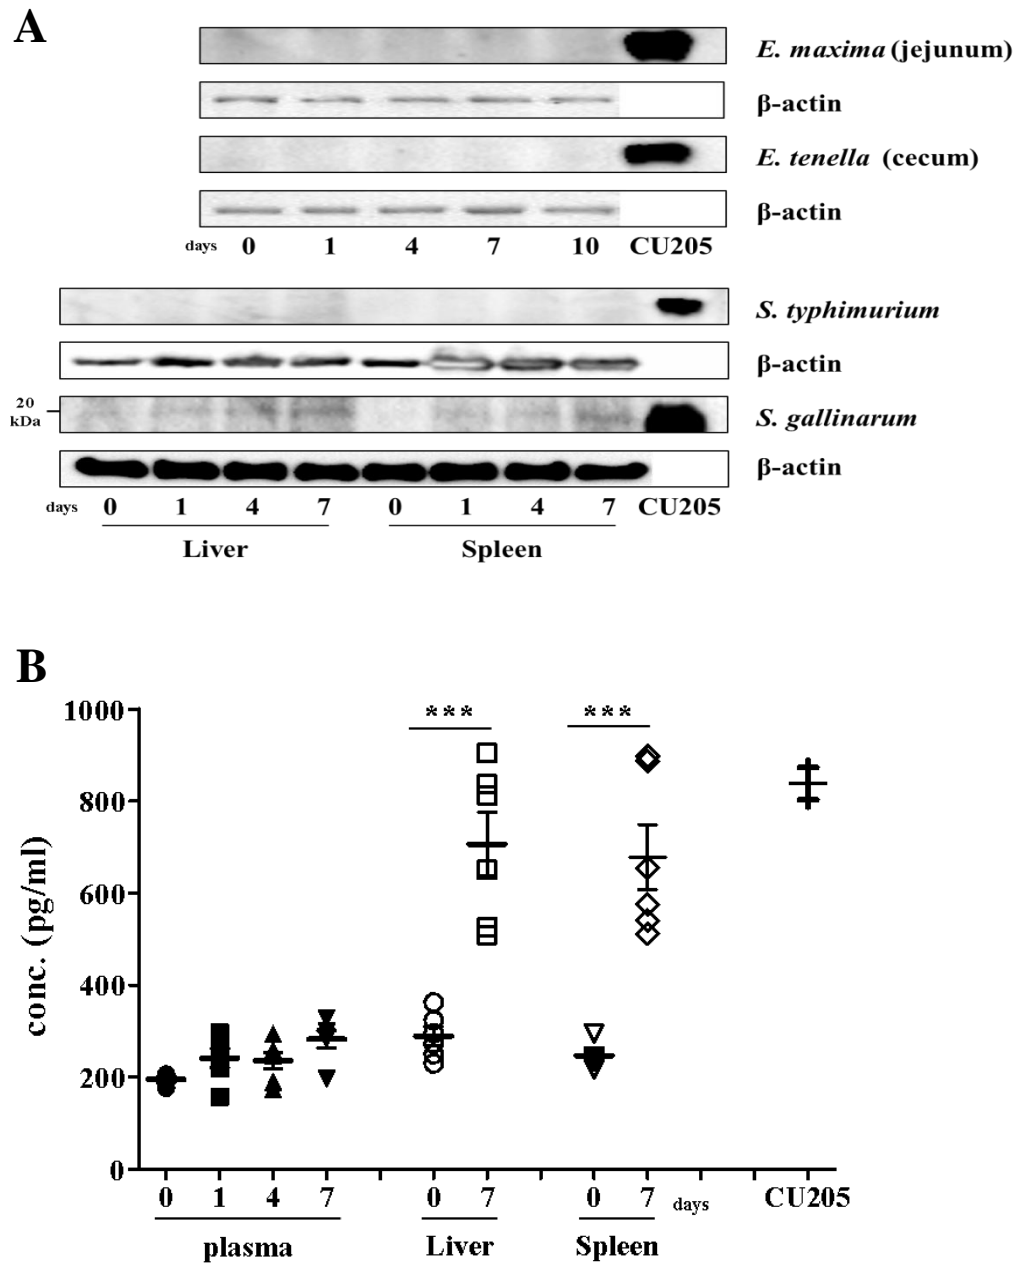 A
E. maxima (jejunum)
β-actin
E. tenella (cecum)
β-actin
days 0 1 4 7 10 CU205
S. typhimurium
β-actin
20
kDa
S. gallinarum
β-actin
days 0 1 4 7 0 1 4 7 CU205
Liver Spleen
B
*** ***
1000
800
600
400
200
0
conc. (pg/ml)
0 1 4 7 0 7 0 7 days CU205
plasma Liver Spleen